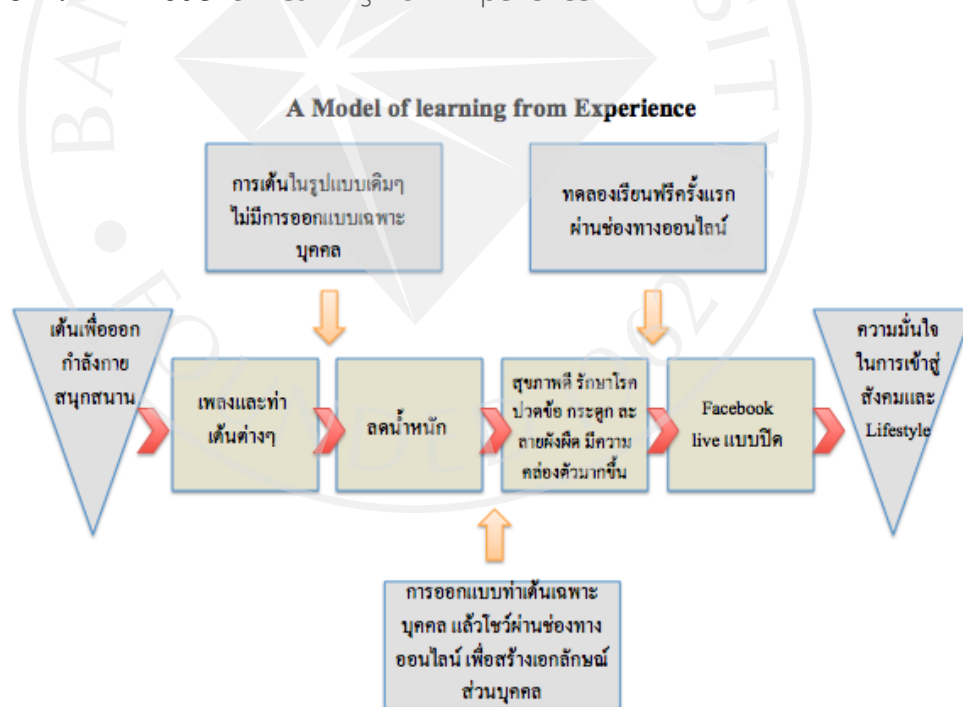 A Model of learning from Experience
การเต้นในรูปแบบเดิมๆ
ไม่มีการออกแบบเฉพาะ
บุคคล
ทดลองเรียนฟรีครั้งแรก
ผ่านช่องทางออนไลน์
เต้นเพื่อออก
กำลังกาย
สนุกสนาน
เพลงและท่า
เต้นต่างๆ
ลดน้ำหนัก
สุขภาพดี รักษาโรค
ปวดข้อ กระดูก สะ
ลายผังผืด มีความ
คล่องตัวมากขึ้น
Facebook
live แบบปิด
ความมั่นใจ
ในการเข้าสู่
สังคมและ
Lifestyle
การออกแบบท่าเต้นเฉพาะ
บุคคล แล้วโชว์ผ่านช่องทาง
ออนไลน์ เพื่อสร้างเอกลักษณ์
ส่วนบุคคล